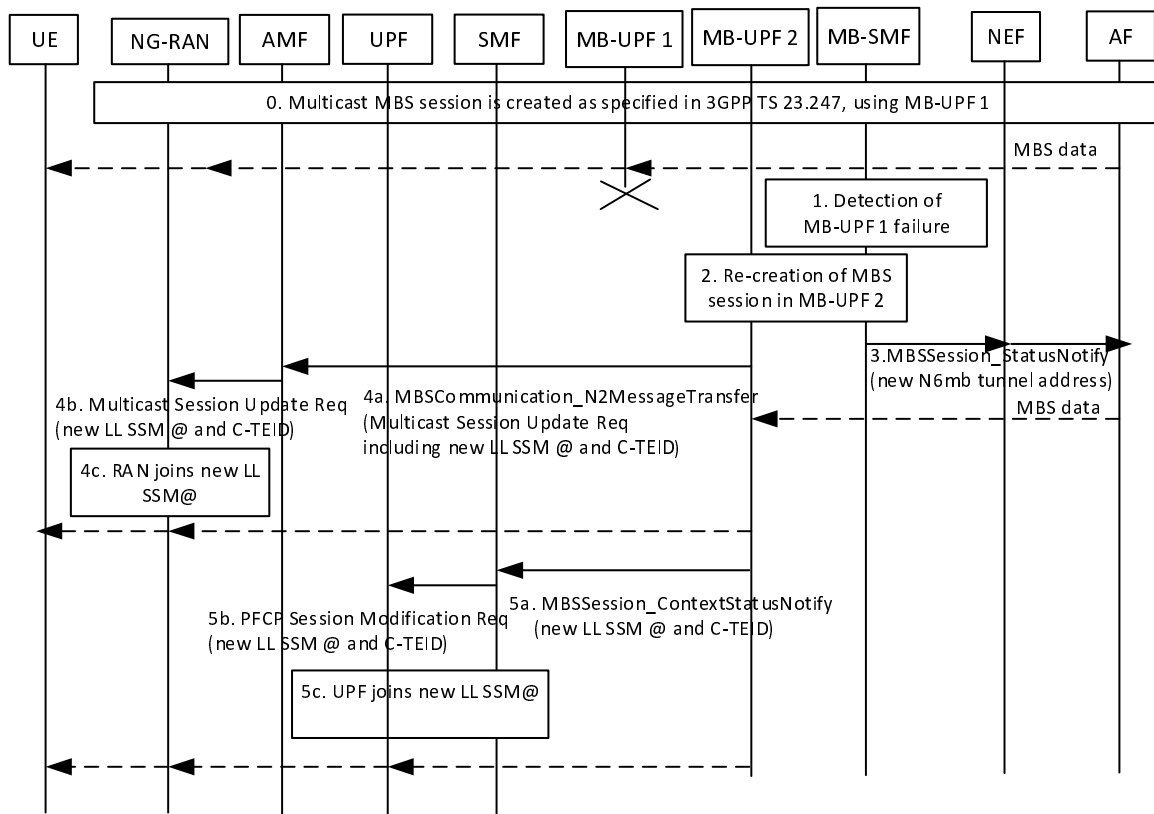 UE NG-RAN AMF UPF SMF MB-UPF 1 MB-UPF 2 MB-SMF NEF AF
0. Multicast MBS session is created as specified in 3GPP TS 23.247, using MB-UPF 1
MBS data
1. Detection of
MB-UPF 1 failure
2. Re-creation of MBS
session in MB-UPF 2
3.MBSSession_StatusNotify
(new N6mb tunnel address)
4a. MBSCommunication_N2MessageTransfer
(Multicast Session Update Req
including new LL SSM @ and C-TEID)
4b. Multicast Session Update Req
(new LL SSM @ and C-TEID)
MBS data
4c. RAN joins new LL
SSM@
5a. MBSSession_ContextStatusNotify
(new LL SSM @ and C-TEID)
5b. PFCP Session Modification Req
(new LL SSM @ and C-TEID)
5c. UPF joins new LL SSM@